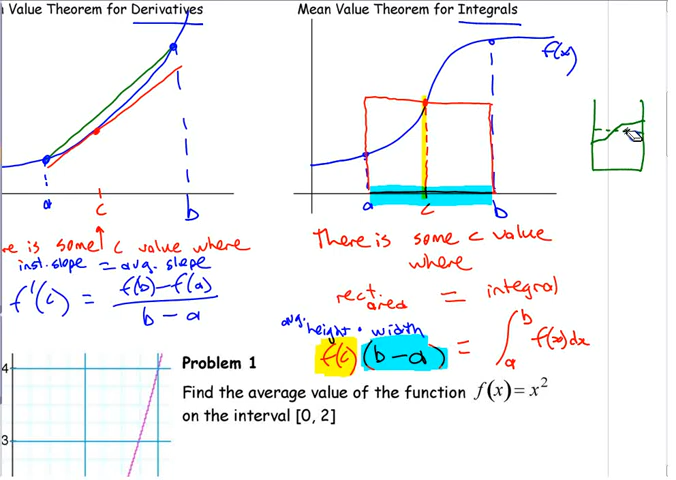 Value Theorem for Derivatives
a
c
b
is some c value where
inst. slope = avg. slope
f'(c) = f(b)-f(a) / b-a
4
3
Mean Value Theorem for Integrals
f(x)
a
c
b
There is some c value
where
rect. area = integral
avg. height • width
f(c) (b-a) = ∫_a^b f(x)dx
Problem 1
Find the average value of the function f(x) = x²
on the interval [0, 2]